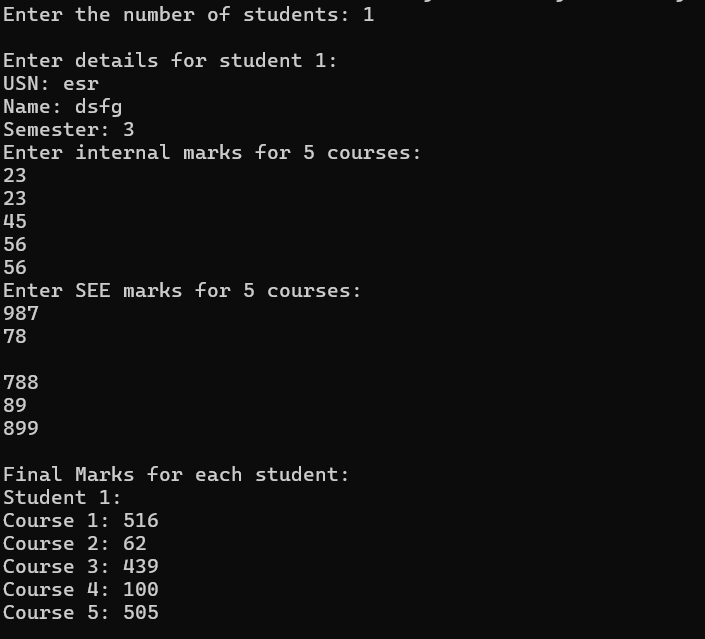 Enter the number of students: 1
Enter details for student 1:
USN: esr
Name: dsfg
Semester: 3
Enter internal marks for 5 courses:
23
23
45
56
56
Enter SEE marks for 5 courses:
987
78
788
89
899
Final Marks for each student:
Student 1:
Course 1: 516
Course 2: 62
Course 3: 439
Course 4: 100
Course 5: 505